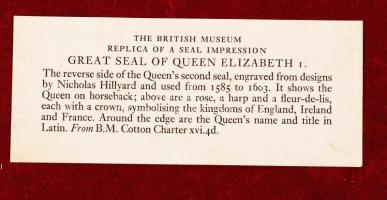 THE BRITISH MUSEUM
REPLICA OF A SEAL IMPRESSION
GREAT SEAL OF QUEEN ELIZABETH I.
The reverse side of the Queen's second seal, engraved from designs
by Nicholas Hillyard and used from 1585 to 1603. It shows the
Queen on horseback; above are a rose, a harp and a fleur-de-lis,
each with a crown, symbolising the kingdoms of England, Ireland
and France. Around the edge are the Queen's name and title in
Latin. From B.M. Cotton Charter xvi.4d.